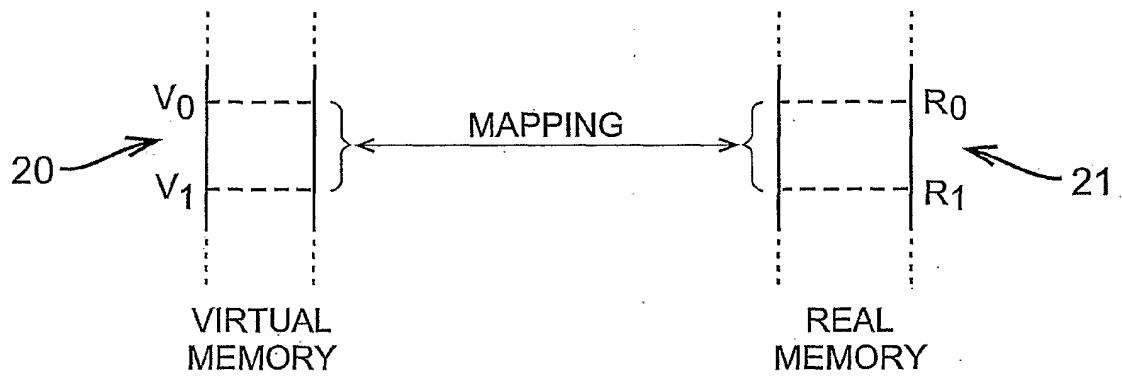 V0
R0
MAPPING
20
21
V1
R1
VIRTUAL
MEMORY
REAL
MEMORY